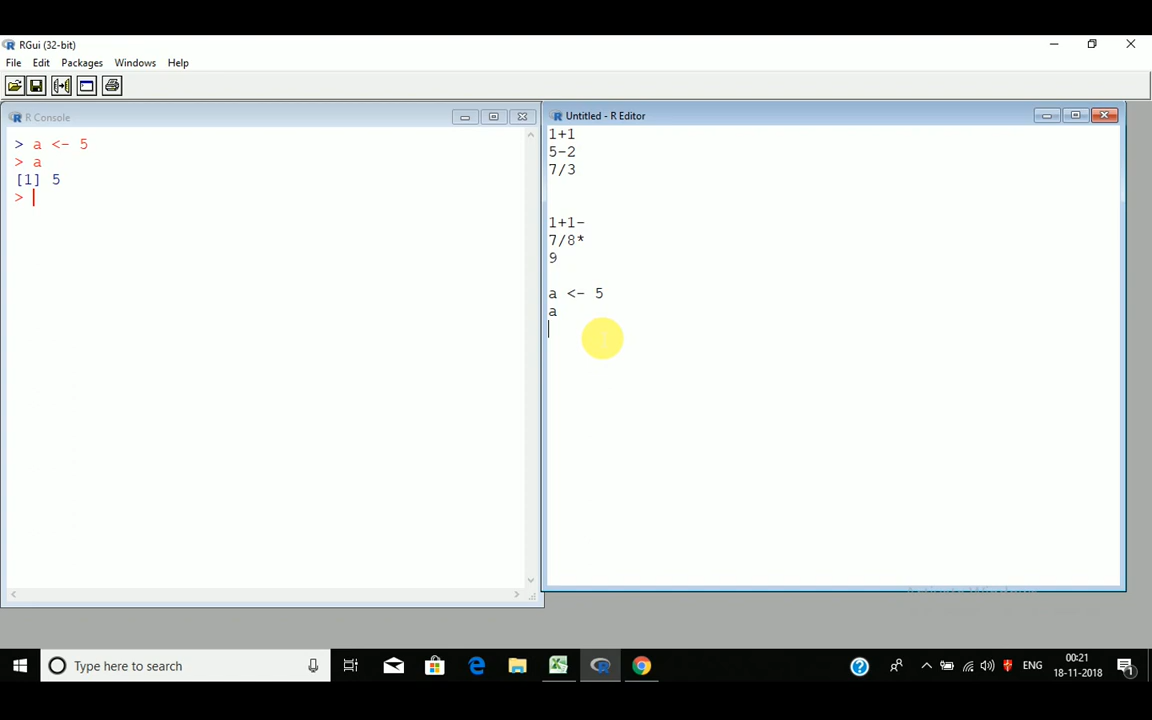 RGui (32-bit)
File Edit Packages Windows Help
R Console
> a <- 5
> a
[1] 5
>
Untitled - R Editor
1+1
5-2
7/3
1+1-
7/8*
9
a <- 5
a
Type here to search
ENG
00:21
18-11-2018
1